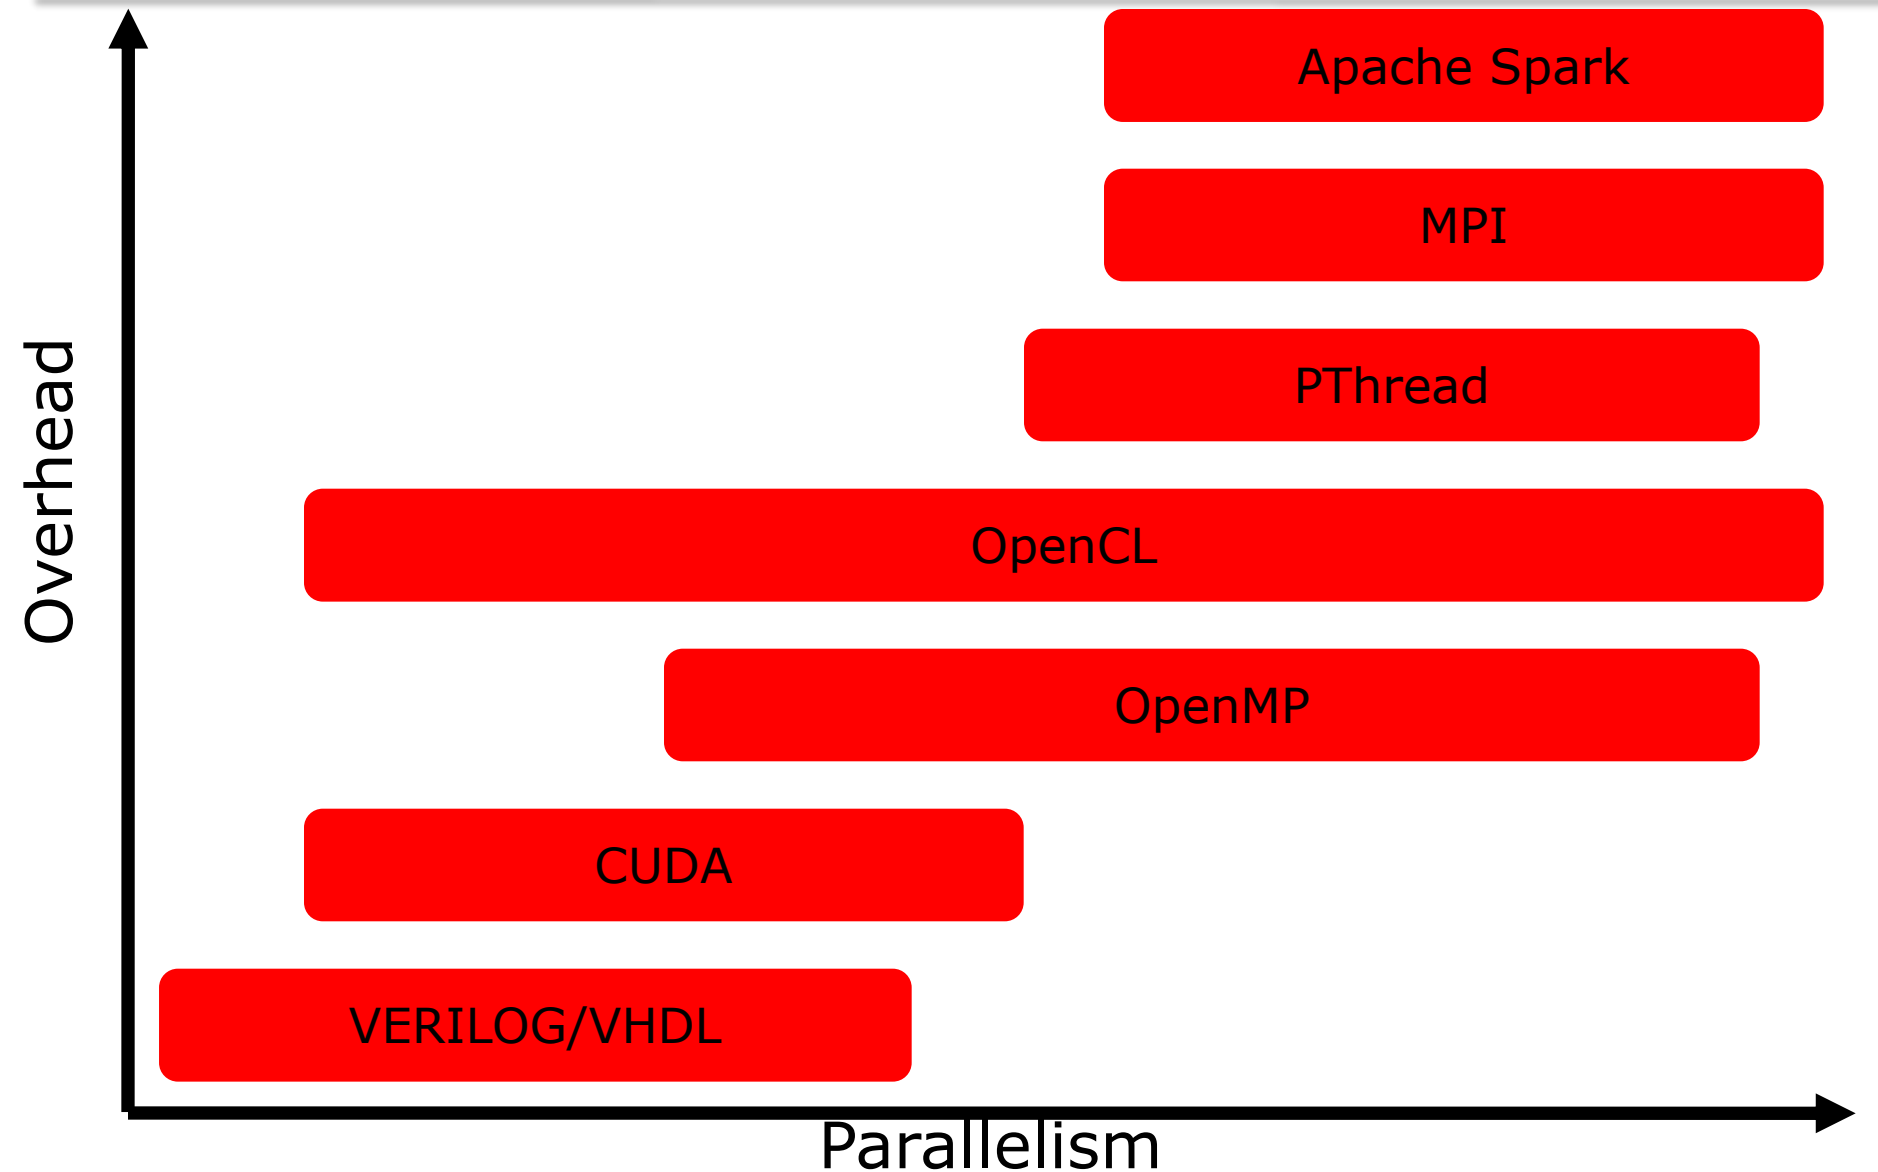 Apache Spark
MPI
PThread
OpenCL
OpenMP
CUDA
VERILOG/VHDL
Overhead
Parallelism